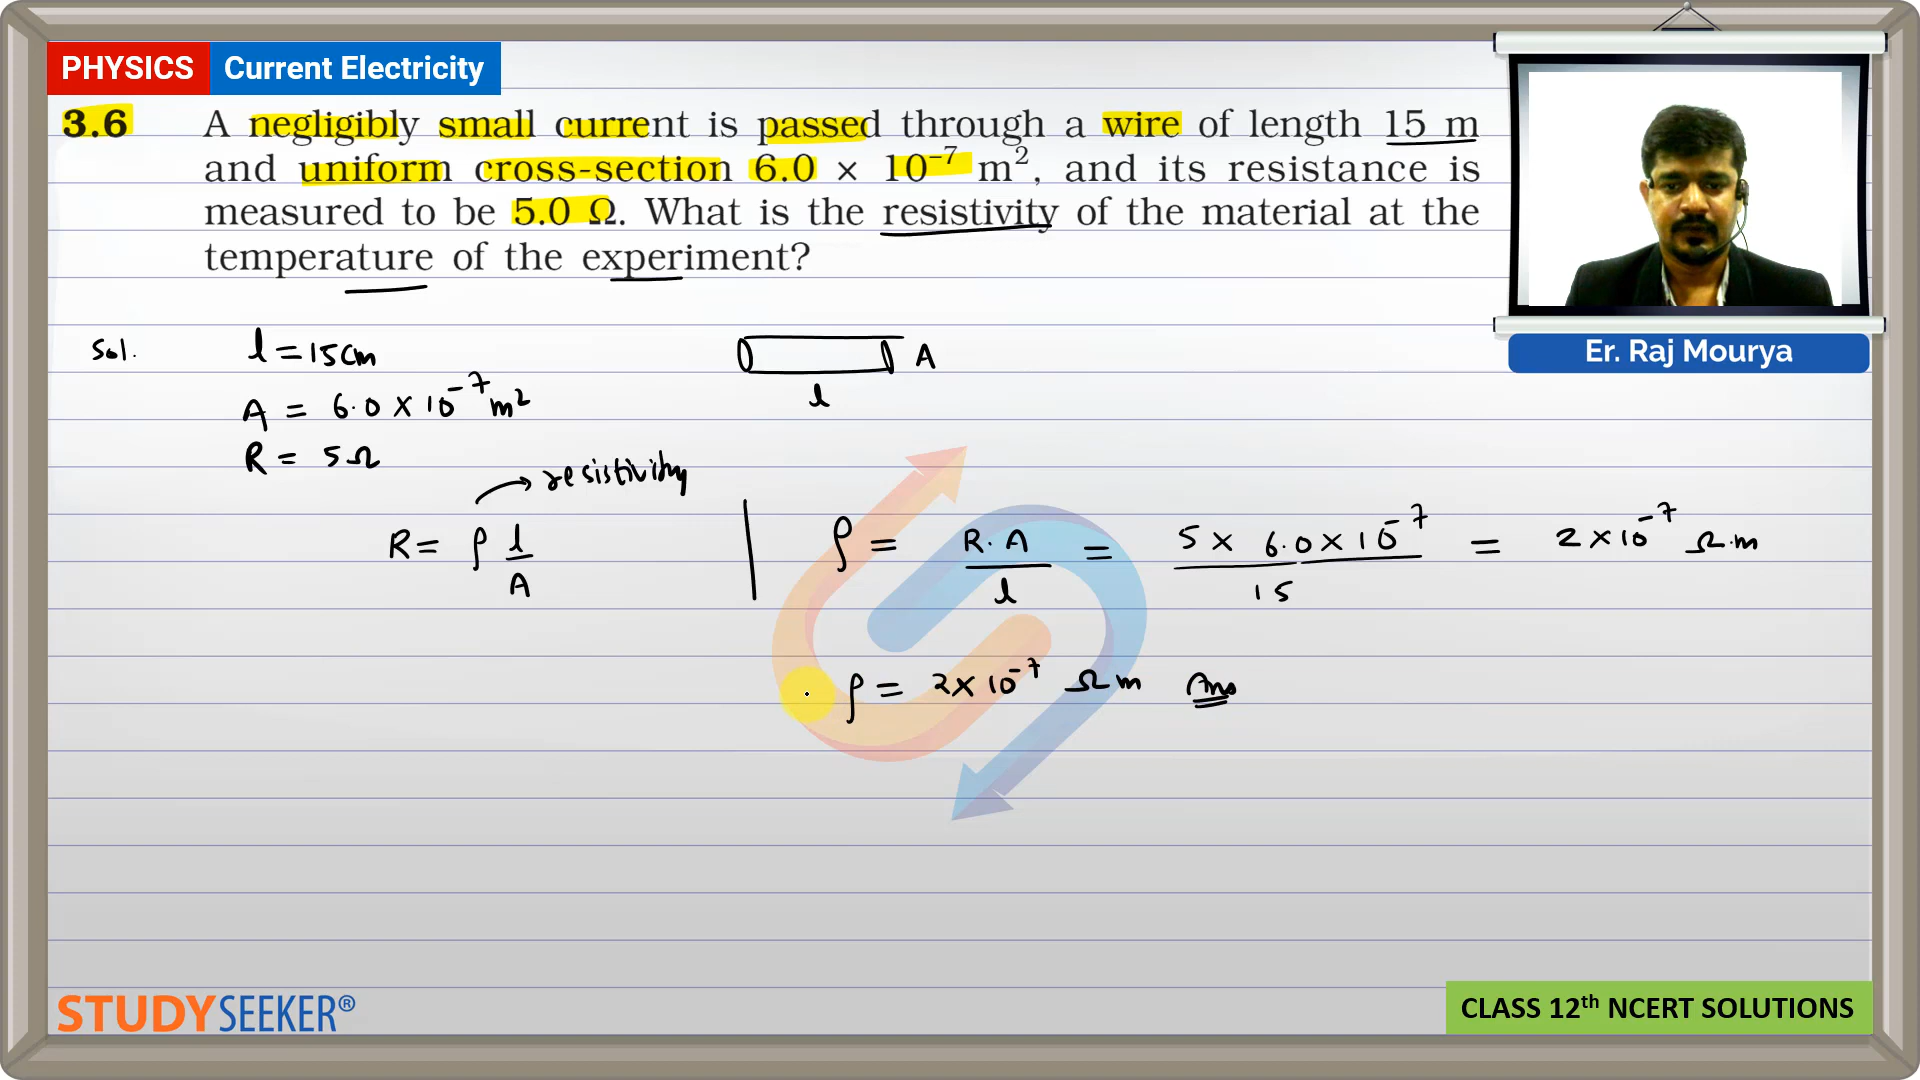 PHYSICS Current Electricity
3.6 A negligibly small current is passed through a wire of length 15 m
and uniform cross-section 6.0 × 10⁻⁷ m², and its resistance is
measured to be 5.0 Ω. What is the resistivity of the material at the
temperature of the experiment?
Er. Raj Mourya
Sol. l = 15cm
A
A = 6.0 × 10⁻⁷ m²
l
R = 5Ω
resistivity
R = ρ l/A
ρ = R.A/l = 5 × 6.0 × 10⁻⁷/15 = 2 × 10⁻⁷ Ω.m
ρ = 2 × 10⁻⁷ Ω m Ans
STUDYSEEKER®
CLASS 12th NCERT SOLUTIONS